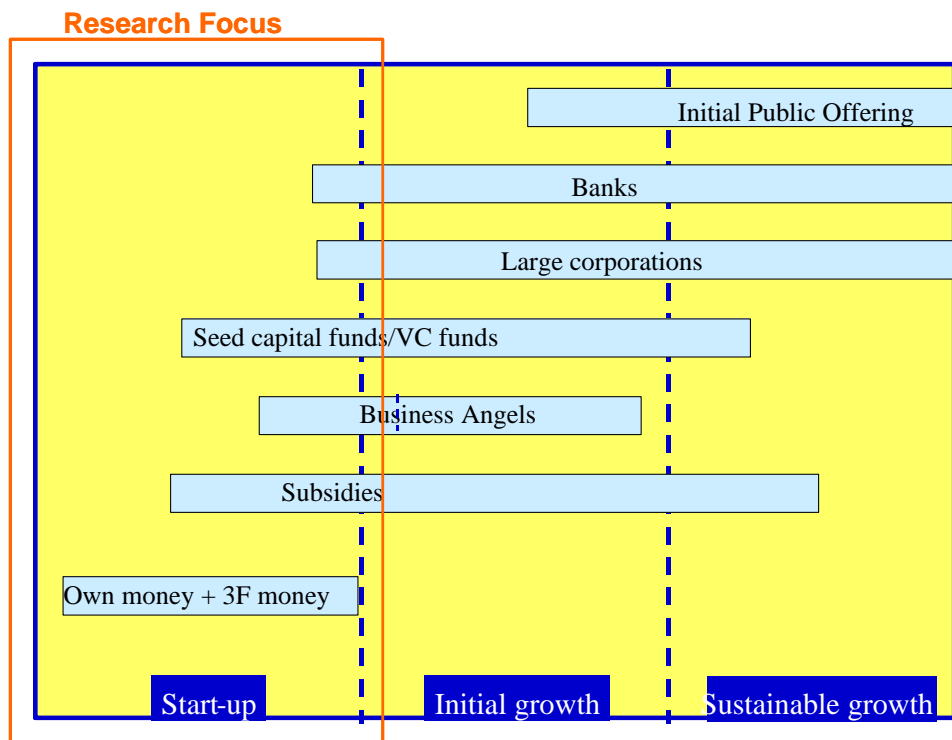 Research Focus
Initial Public Offering
Banks
Large corporations
Seed capital funds/VC funds
Business Angels
Subsidies
Own money + 3F money
Start-up
Initial growth
Sustainable growth